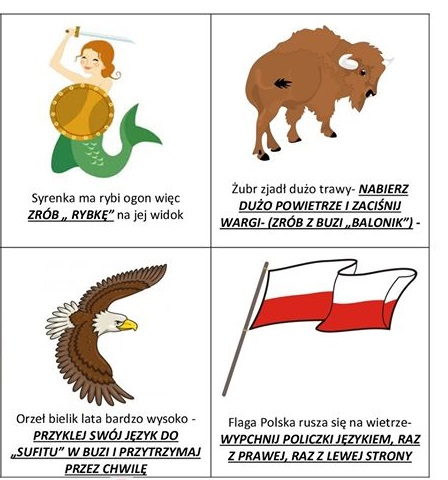 Syrenka ma rybi ogon więc
ZRÓB „ RYBKĘ” na jej widok
Żubr zjadł dużo trawy- NABIERZ
DUŻO POWIETRZE I ZACIŚNIJ
WARGI- (ZRÓB Z BUZI „BALONIK”) -
Orzeł bielik lata bardzo wysoko -
PRZYKLEJ SWÓJ JĘZYK DO
„SUFITU” W BUZI I PRZYTRZYMAJ
PRZEZ CHWILĘ
Flaga Polska rusza się na wietrze-
WYPCHNIJ POLICZKI JĘZYKIEM, RAZ
Z PRAWEJ, RAZ Z LEWEJ STRONY